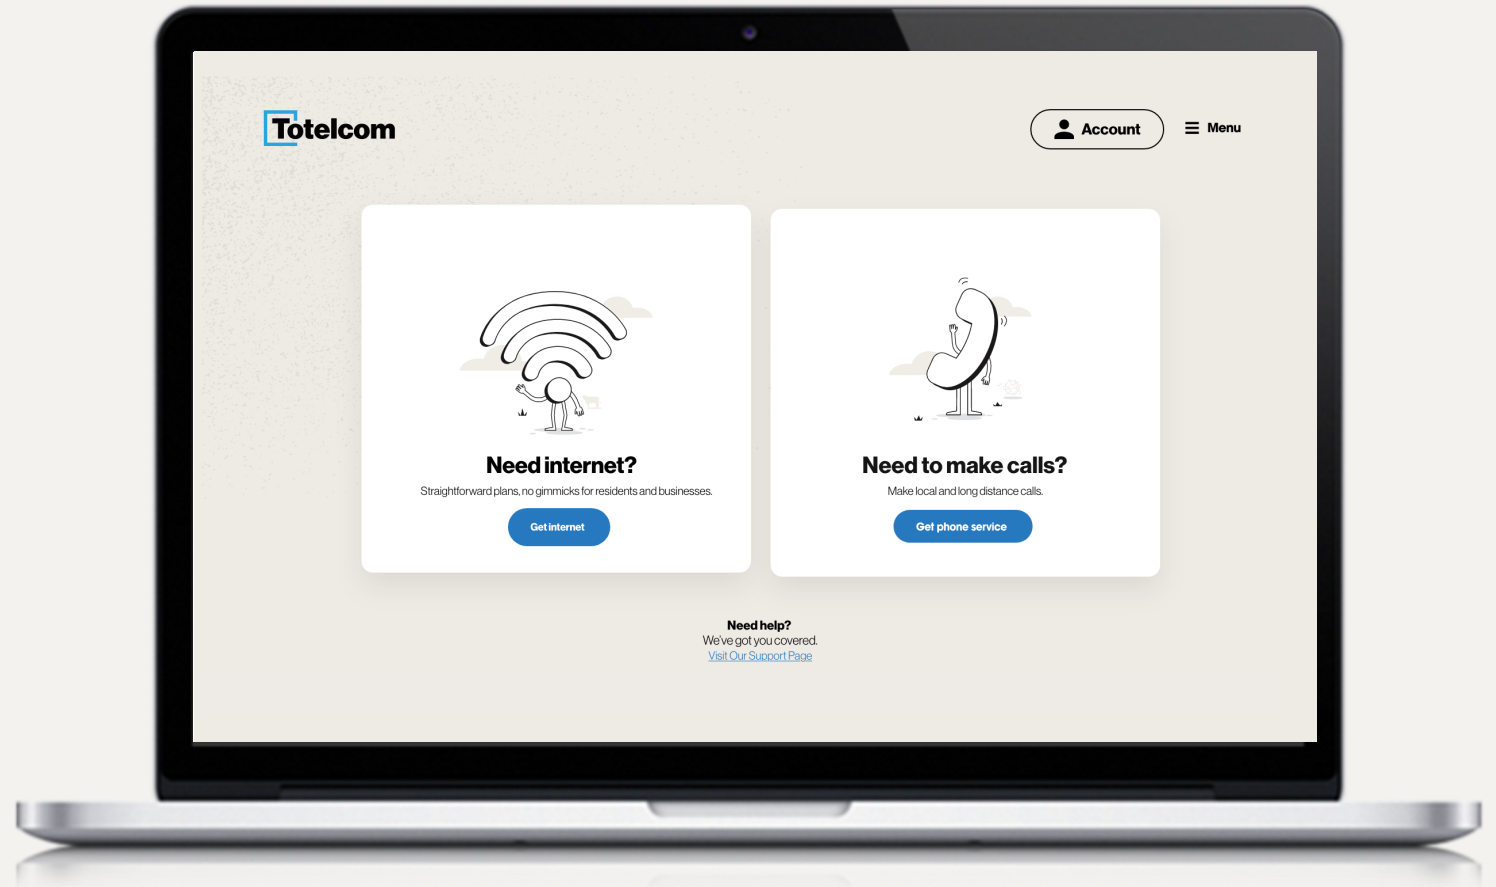 Totelcom
Account
Menu
Need internet?
Straightforward plans, no gimmicks for residents and businesses.
Get internet
Need to make calls?
Make local and long distance calls.
Get phone service
Need help?
We've got you covered.
Visit Our Support Page